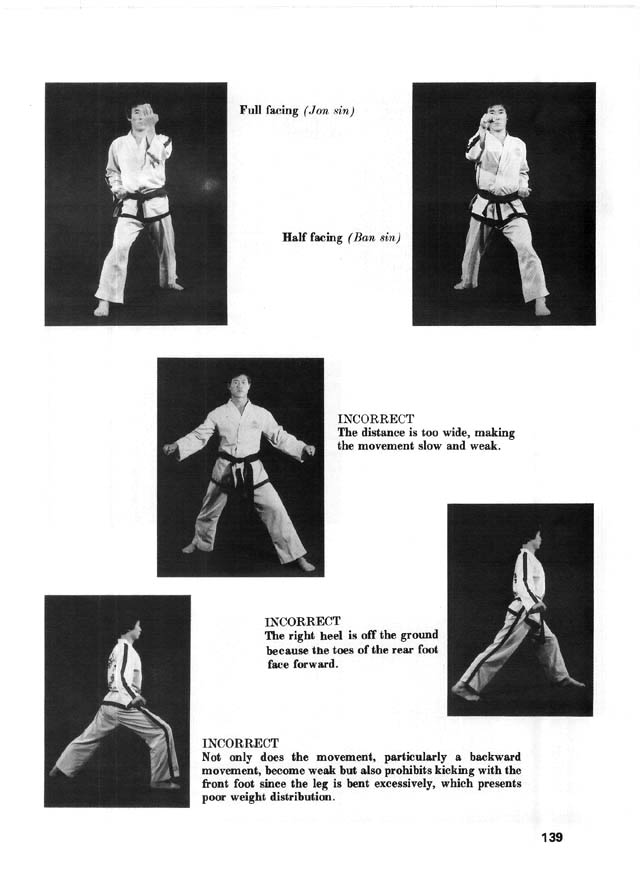 Full facing (Jon sin)
Half facing (Ban sin)
INCORRECT
The distance is too wide, making
the movement slow and weak.
INCORRECT
The right heel is off the ground
because the toes of the rear foot
face forward.
INCORRECT
Not only does the movement, particularly a backward
movement, become weak but also prohibits kicking with the
front foot since the leg is bent excessively, which presents
poor weight distribution.
139